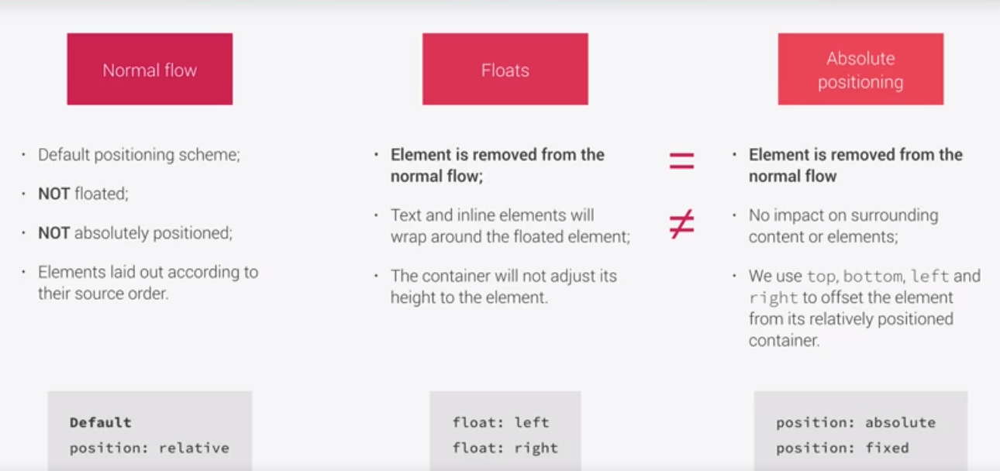 Normal flow
· Default positioning scheme;
· NOT floated;
· NOT absolutely positioned;
· Elements laid out according to
their source order.
Default
position: relative
Floats
· Element is removed from the
normal flow;
· Text and inline elements will
wrap around the floated element;
· The container will not adjust its
height to the element.
float: left
float: right
=
≠
Absolute
positioning
· Element is removed from the
normal flow
· No impact on surrounding
content or elements;
· We use top, bottom, left and
right to offset the element
from its relatively positioned
container.
position: absolute
position: fixed